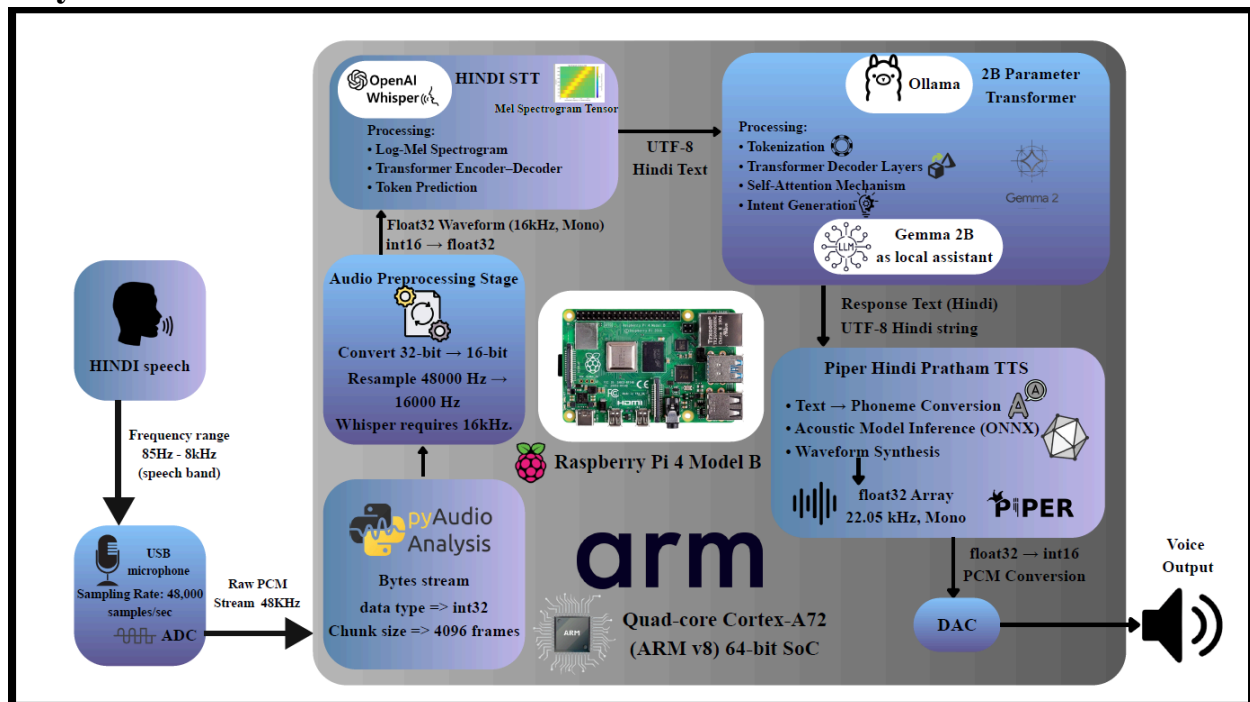 HINDI speech
Frequency range
85Hz - 8kHz
(speech band)
USB
microphone
Sampling Rate: 48,000
samples/sec
ADC
Raw PCM
Stream 48KHz
pyAudio
Analysis
Bytes stream
data type => int32
Chunk size => 4096 frames
Audio Preprocessing Stage
Convert 32-bit → 16-bit
Resample 48000 Hz →
16000 Hz
Whisper requires 16kHz.
Float32 Waveform (16kHz, Mono)
int16 → float32
OpenAI
Whisper
HINDI STT
Mel Spectrogram Tensor
Processing:
• Log-Mel Spectrogram
• Transformer Encoder–Decoder
• Token Prediction
UTF-8
Hindi Text
Ollama
2B Parameter
Transformer
Processing:
• Tokenization
• Transformer Decoder Layers
• Self-Attention Mechanism
• Intent Generation
Gemma 2
LLM
Gemma 2B
as local assistant
Response Text (Hindi)
UTF-8 Hindi string
Piper Hindi Pratham TTS
• Text → Phoneme Conversion
• Acoustic Model Inference (ONNX)
• Waveform Synthesis
float32 Array
22.05 kHz, Mono
PIPER
float32 → int16
PCM Conversion
DAC
Voice
Output
HDMI
Raspberry Pi 4 Model B
arm
ARM
Quad-core Cortex-A72
(ARM v8) 64-bit SoC